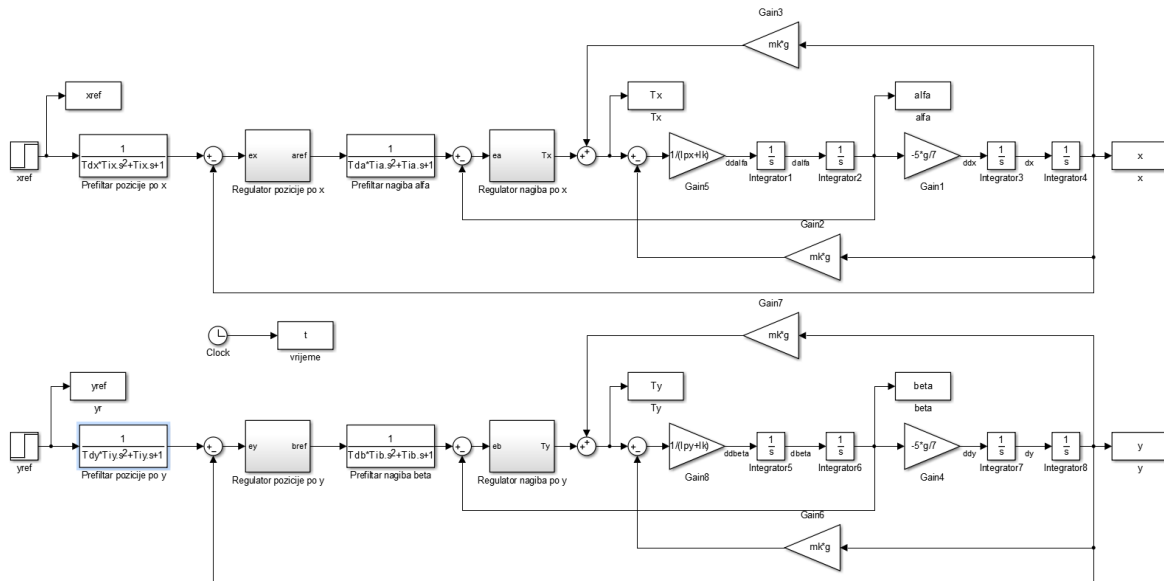 Gain3
mk*g
xref
Tx
Tx
alfa
alfa
xref
1
Tdx*Tix.s²+Tix.s+1
Prefiltar pozicije po x
ex
aref
Regulator pozicije po x
1
Tda*Tia.s²+Tia.s+1
Prefiltar nagiba alfa
ea
Tx
Regulator nagiba po x
1/(Ipx+Ik)
Gain5
ddalfa
1
s
Integrator1
dalfa
1
s
Integrator2
-5*g/7
Gain1
ddx
1
s
Integrator3
dx
1
s
Integrator4
x
x
Gain2
mk*g
Clock
t
vrijeme
Gain7
mk*g
yref
yr
Ty
Ty
beta
beta
yref
1
Tdy*Tiy.s²+Tiy.s+1
Prefiltar pozicije po y
ey
bref
Regulator pozicije po y
1
Tdb*Tib.s²+Tib.s+1
Prefiltar nagiba beta
eb
Ty
Regulator nagiba po y
1/(Ipy+Ik)
Gain8
ddbeta
1
s
Integrator5
dbeta
1
s
Integrator6
-5*g/7
Gain4
ddy
1
s
Integrator7
dy
1
s
Integrator8
y
y
Gain6
mk*g